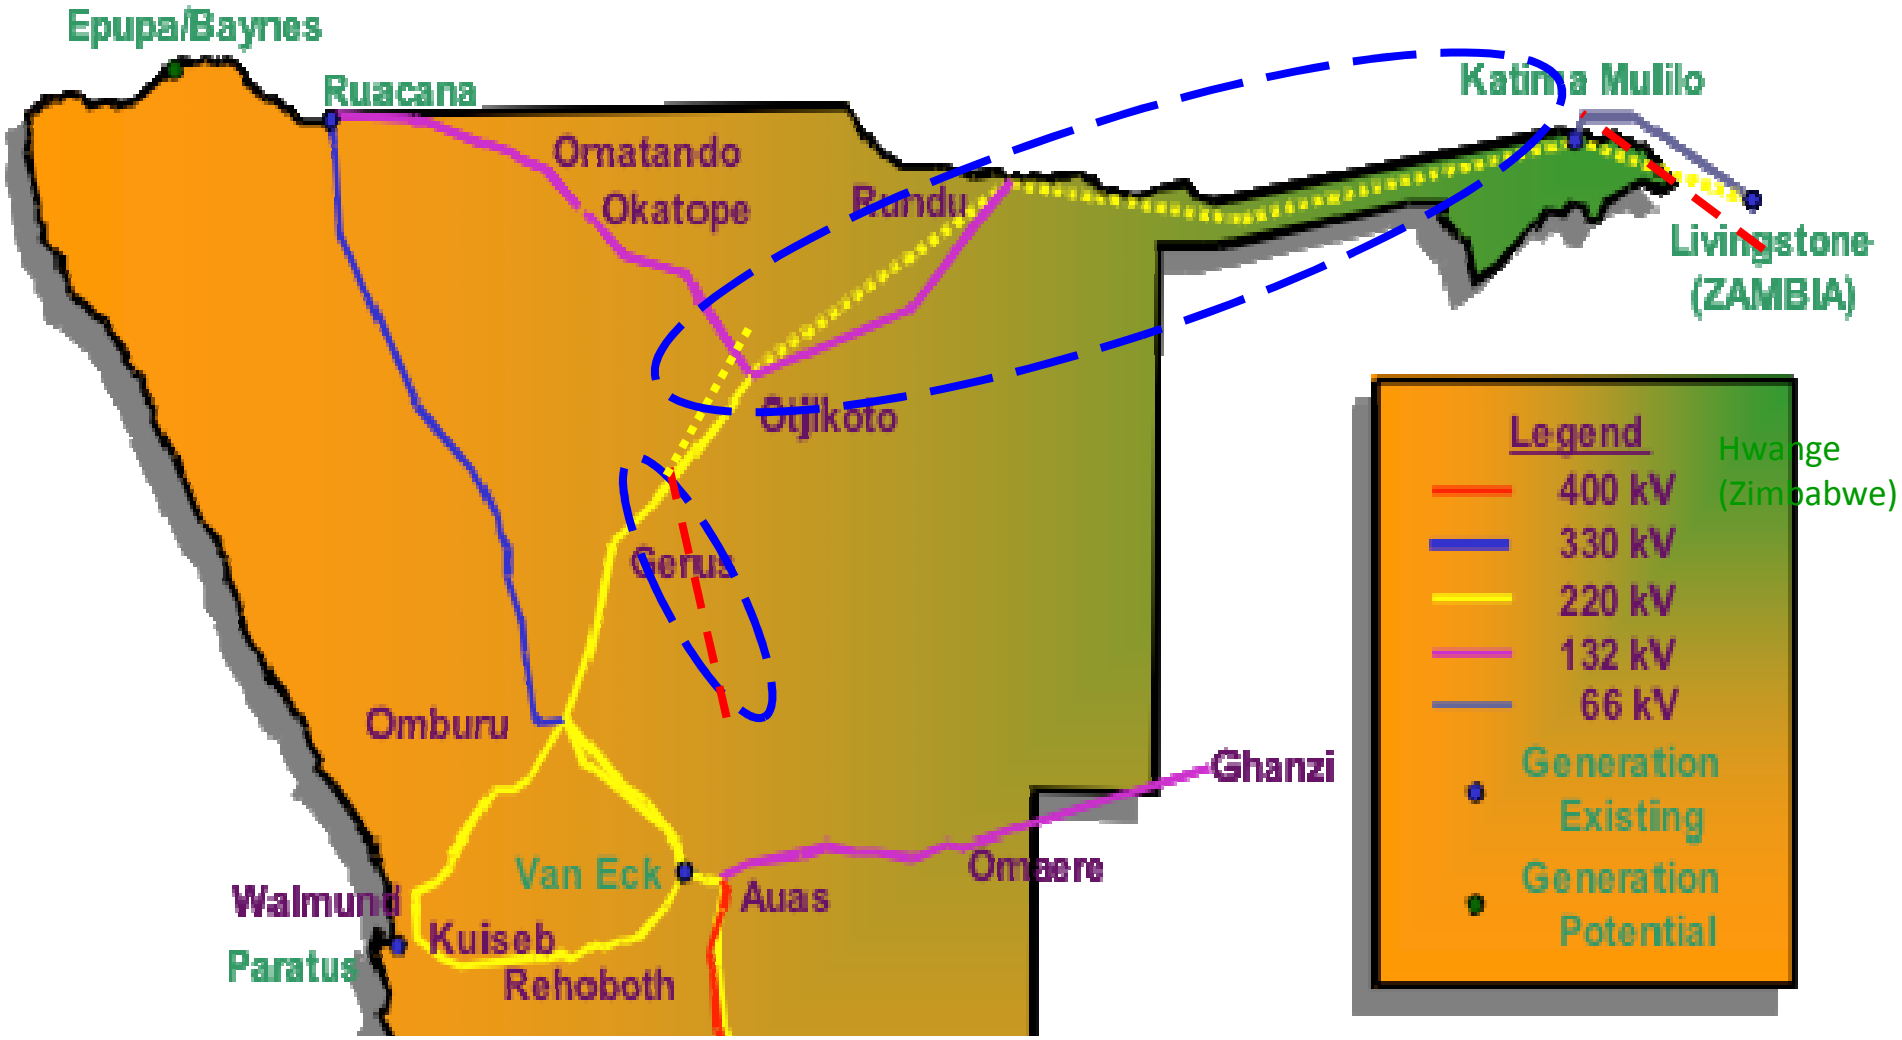 Epupa/Baynes
Ruacana
Katima Mulilo
Omatando
Okatope
Rundu
Livingstone
(ZAMBIA)
Otjikoto
Gerus
Omburu
Ghanzi
Van Eck
Omaere
Auas
Walmund
Kuiseb
Paratus
Rehoboth
Legend
Hwange
(Zimbabwe)
400 kV
330 kV
220 kV
132 kV
66 kV
Generation
Existing
Generation
Potential